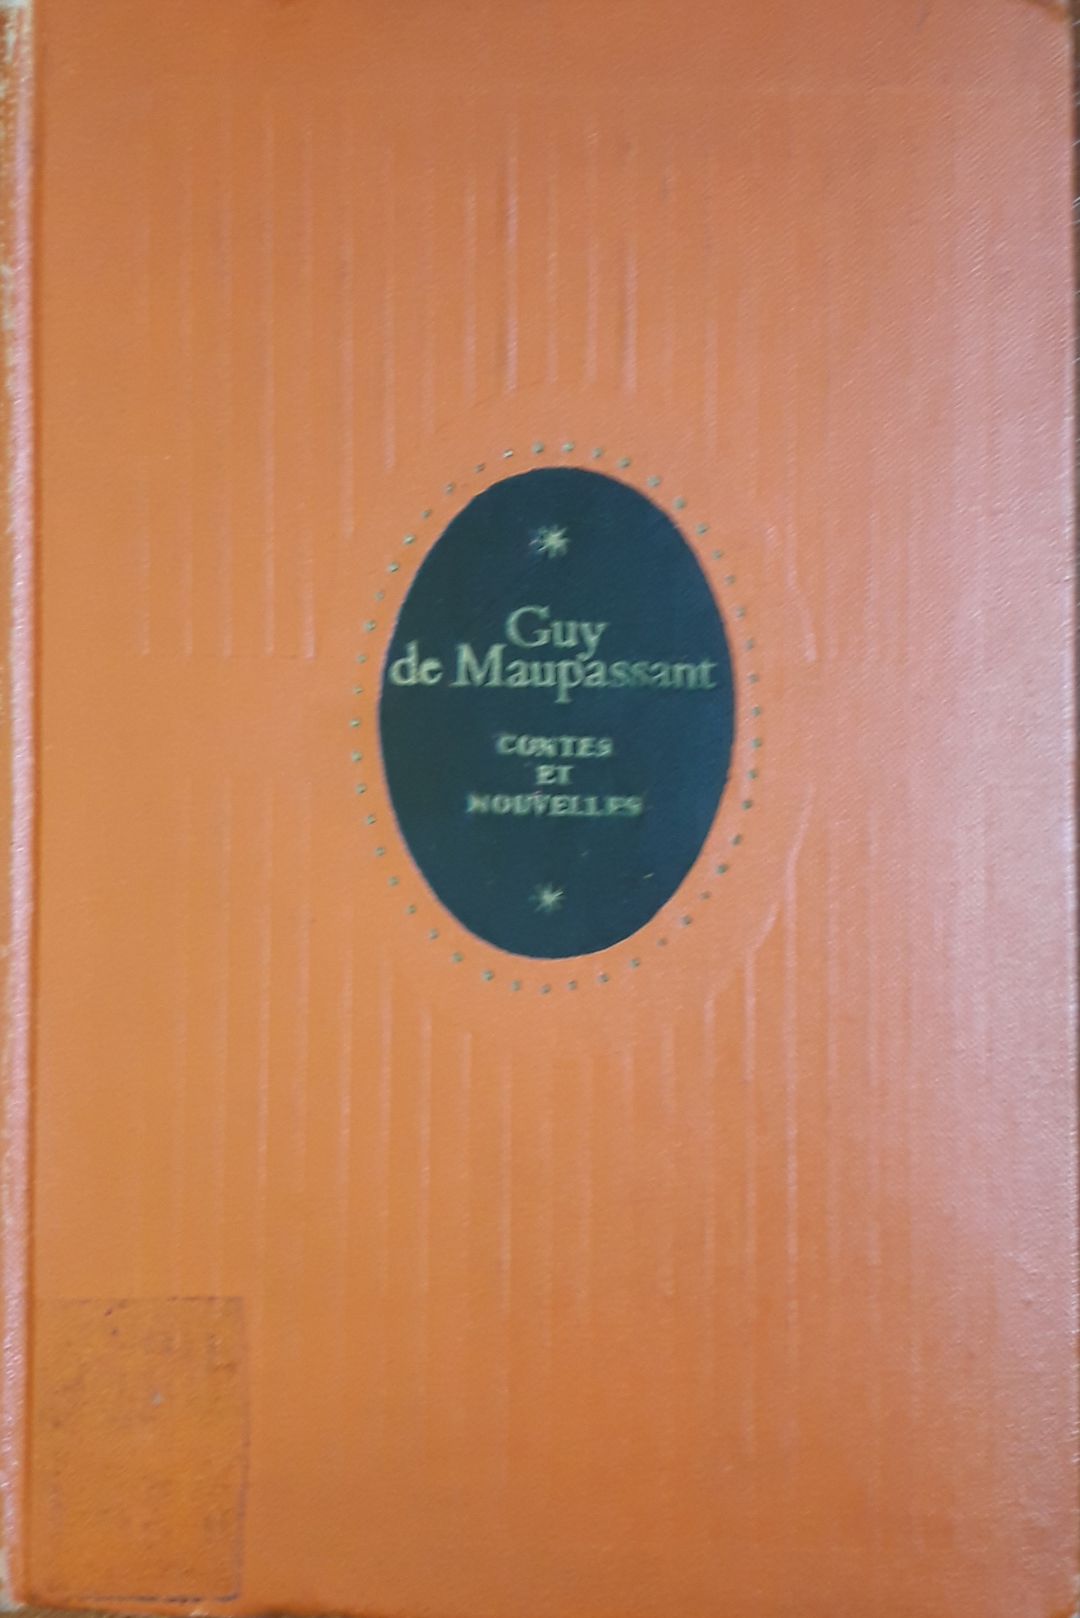 Guy
de Maupassant
CONTES
ET
NOUVELLES